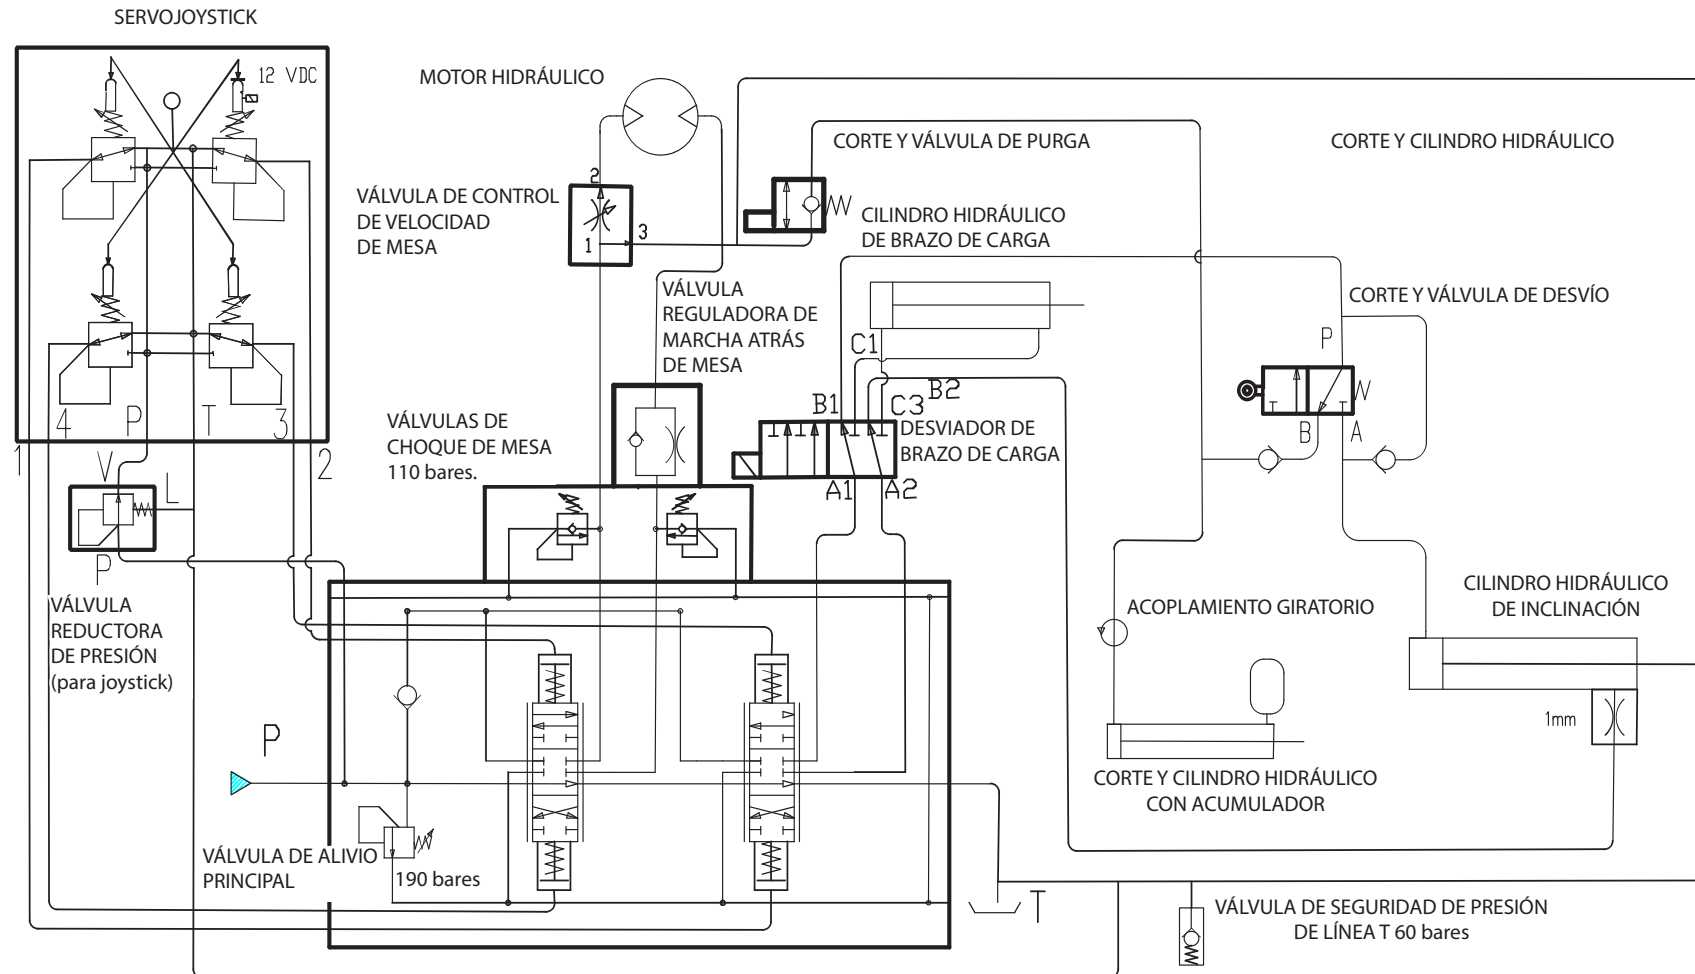 SERVOJOYSTICK
12 VDC
MOTOR HIDRÁULICO
CORTE Y VÁLVULA DE PURGA
CORTE Y CILINDRO HIDRÁULICO
VÁLVULA DE CONTROL
DE VELOCIDAD
DE MESA
2
1
3
CILINDRO HIDRÁULICO
DE BRAZO DE CARGA
VÁLVULA
REGULADORA DE
MARCHA ATRÁS
DE MESA
CORTE Y VÁLVULA DE DESVÍO
P
C1
B2
B1
C3
4
P
T
3
VÁLVULAS DE
CHOQUE DE MESA
110 bares.
DESVIADOR DE
BRAZO DE CARGA
B
A
1
V
2
L
A1
A2
P
VÁLVULA
REDUCTORA
DE PRESIÓN
(para joystick)
ACOPLAMIENTO GIRATORIO
CILINDRO HIDRÁULICO
DE INCLINACIÓN
1mm
P
CORTE Y CILINDRO HIDRÁULICO
CON ACUMULADOR
VÁLVULA DE ALIVIO
PRINCIPAL
190 bares
T
VÁLVULA DE SEGURIDAD DE PRESIÓN
DE LÍNEA T 60 bares